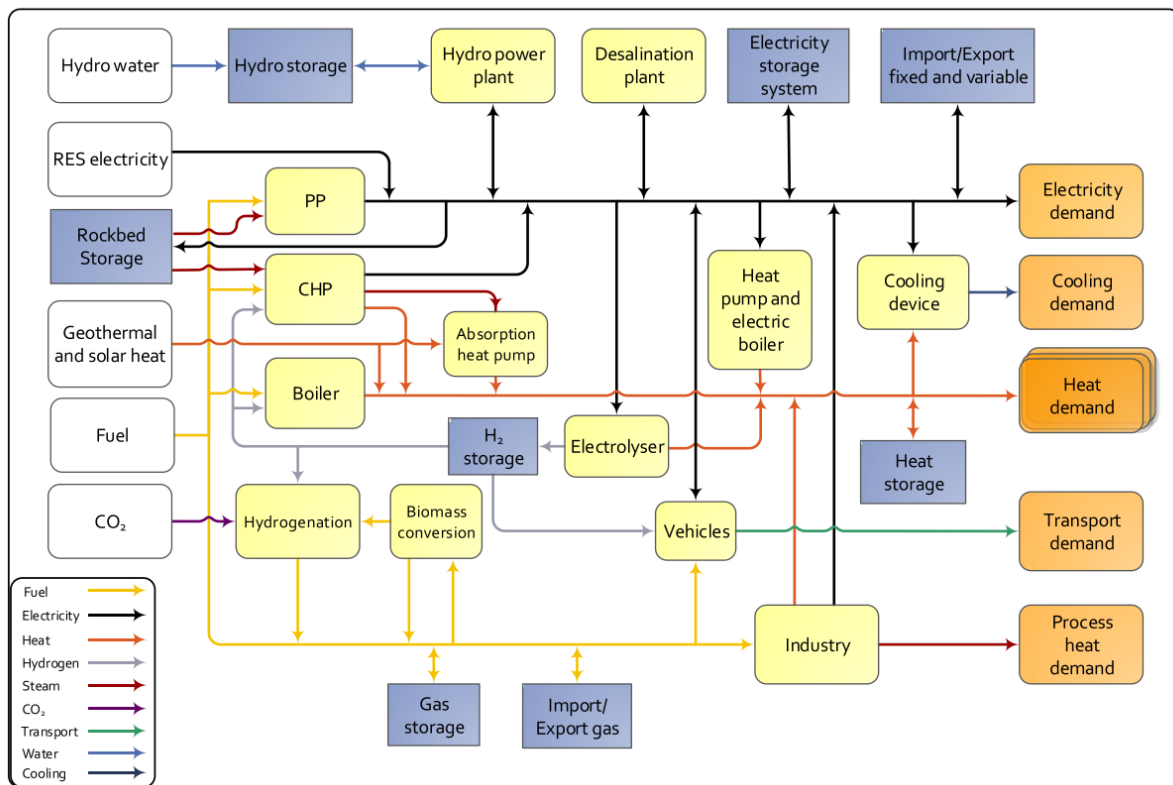 Hydro water
Hydro storage
Hydro power
plant
Desalination
plant
Electricity
storage
system
Import/Export
fixed and variable
RES electricity
PP
Electricity
demand
Rockbed
Storage
CHP
Heat
pump and
electric
boiler
Cooling
device
Cooling
demand
Geothermal
and solar heat
Absorption
heat pump
Boiler
Heat
demand
Fuel
H₂
storage
Electrolyser
Heat
storage
CO₂
Hydrogenation
Biomass
conversion
Vehicles
Transport
demand
Industry
Process
heat
demand
Gas
storage
Import/
Export gas
Fuel
Electricity
Heat
Hydrogen
Steam
CO₂
Transport
Water
Cooling